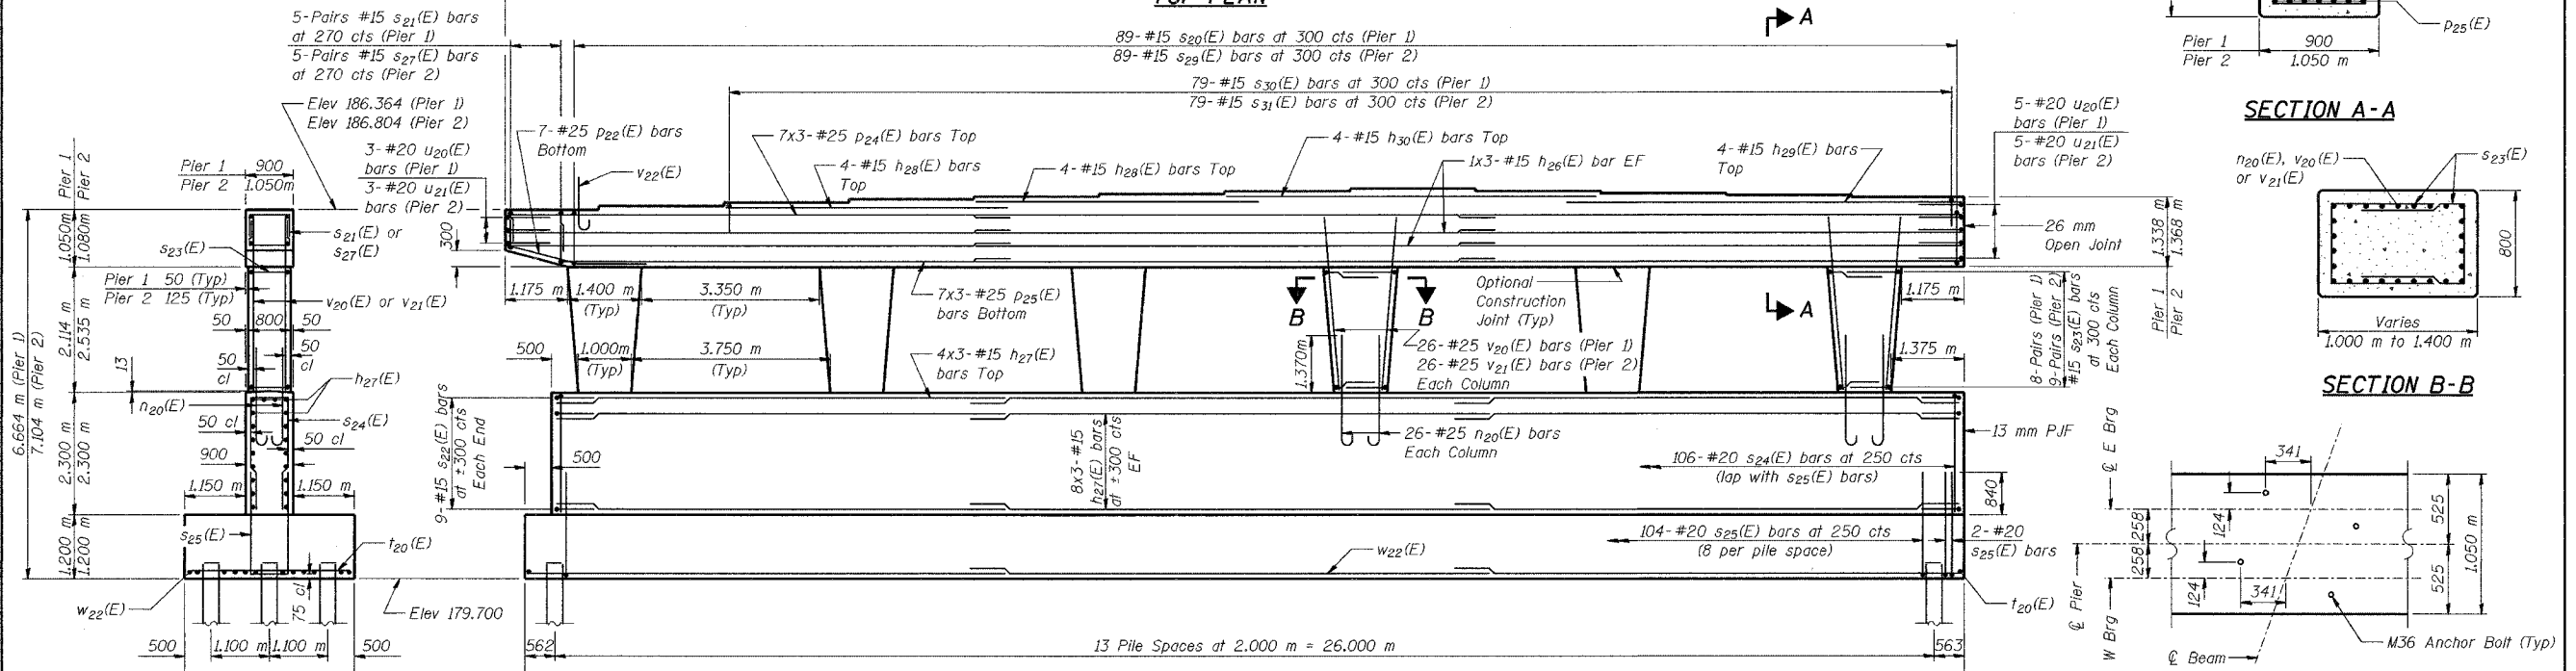 TOP PLAN
5-Pairs #15 s21(E) bars
at 270 cts (Pier 1)
5-Pairs #15 s27(E) bars
at 270 cts (Pier 2)
Elev 186.364 (Pier 1)
Elev 186.804 (Pier 2)
Pier 1
Pier 2
900
1.050m
3-#20 u20(E)
bars (Pier 1)
3-#20 u21(E)
bars (Pier 2)
Pier 1
Pier 2
1.050m
1.080m
s21(E) or
s27(E)
s23(E)
Pier 1 50 (Typ)
Pier 2 125 (Typ)
v20(E) or v21(E)
50
800
50
50
cl
50
cl
2.114 m
2.535 m
13
6.664 m (Pier 1)
7.104 m (Pier 2)
n20(E)
h27(E)
s24(E)
50 cl
50 cl
900
2.300 m
2.300 m
1.150 m
1.150 m
1.200 m
1.200 m
s25(E)
t20(E)
w22(E)
75 cl
Elev 179.700
500
1.100 m
1.100 m
500
89-#15 s20(E) bars at 300 cts (Pier 1)
89-#15 s29(E) bars at 300 cts (Pier 2)
79-#15 s30(E) bars at 300 cts (Pier 1)
79-#15 s31(E) bars at 300 cts (Pier 2)
A
7-#25 p22(E) bars
Bottom
7x3-#25 p24(E) bars Top
4-#15 h30(E) bars Top
v22(E)
4-#15 h28(E) bars
Top
4-#15 h28(E) bars Top
1x3-#15 h26(E) bar EF
4-#15 h29(E) bars
Top
5-#20 u20(E)
bars (Pier 1)
5-#20 u21(E)
bars (Pier 2)
300
26 mm
Open Joint
1.338 m
1.368 m
Pier 1
Pier 2
1.175 m
1.400 m
(Typ)
3.350 m
(Typ)
7x3-#25 p25(E)
bars Bottom
B
B
Optional
Construction
Joint (Typ)
A
1.175 m
8-Pairs (Pier 1)
9-Pairs (Pier 2)
#15 s23(E) bars
at 300 cts
Each Column
500
1.000m
(Typ)
3.750 m
(Typ)
4x3-#15 h27(E)
bars Top
1.370m
26-#25 v20(E) bars (Pier 1)
26-#25 v21(E) bars (Pier 2)
Each Column
1.375 m
9-#15 s22(E) bars
at ±300 cts
Each End
500
8x3-#15
h27(E) bars
at ±300 cts
EF
26-#25 n20(E) bars
Each Column
13 mm PJF
106-#20 s24(E) bars at 250 cts
(lap with s25(E) bars)
840
104-#20 s25(E) bars at 250 cts
(8 per pile space)
2-#20
s25(E) bars
w22(E)
t20(E)
562
13 Pile Spaces at 2.000 m = 26.000 m
563
p25(E)
Pier 1
Pier 2
900
1.050 m
SECTION A-A
n20(E), v20(E)
or v21(E)
s23(E)
800
Varies
1.000 m to 1.400 m
SECTION B-B
℄ E Brg
341
124
258
258
124
341
525
525
1.050 m
℄ Pier
W Brg
℄ Beam
M36 Anchor Bolt (Typ)